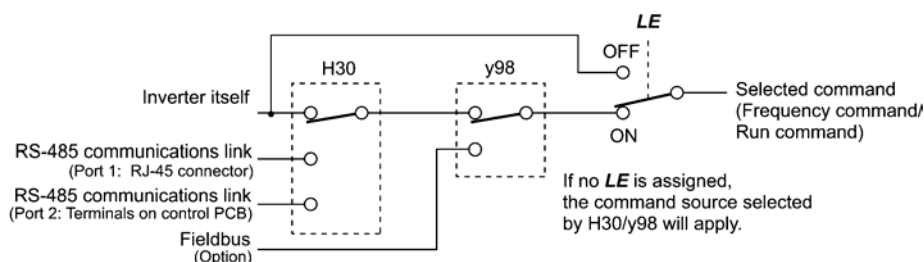 LE
OFF
H30
y98
Inverter itself
Selected command
(Frequency command/
Run command)
ON
RS-485 communications link
(Port 1: RJ-45 connector)
RS-485 communications link
(Port 2: Terminals on control PCB)
Fieldbus
(Option)
If no LE is assigned,
the command source selected
by H30/y98 will apply.